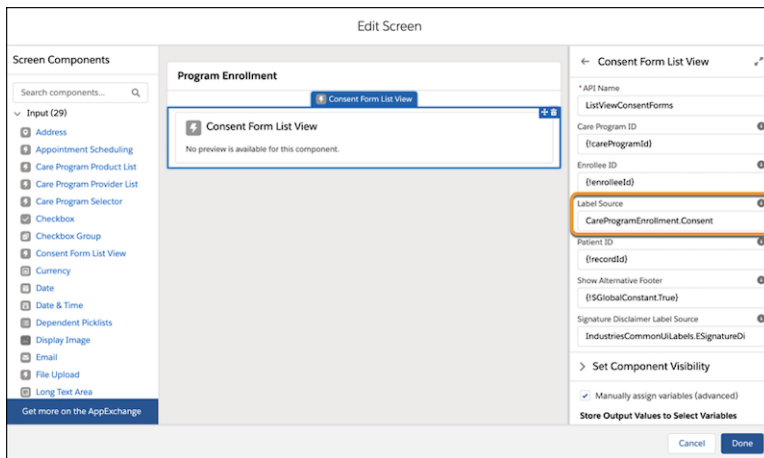 Edit Screen
Screen Components
Search components...
Input (29)
Address
Appointment Scheduling
Care Program Product List
Care Program Provider List
Care Program Selector
Checkbox
Checkbox Group
Consent Form List View
Currency
Date
Date & Time
Dependent Picklists
Display Image
Email
File Upload
Long Text Area
Get more on the AppExchange
Program Enrollment
Consent Form List View
Consent Form List View
No preview is available for this component.
Consent Form List View
* API Name
ListViewConsentForms
Care Program ID
{!careProgramId}
Enrollee ID
{!enrolleeId}
Label Source
CareProgramEnrollment.Consent
Patient ID
{!recordId}
Show Alternative Footer
{!$GlobalConstant.True}
Signature Disclaimer Label Source
IndustriesCommonUiLabels.ESignatureDi
Set Component Visibility
Manually assign variables (advanced)
Store Output Values to Select Variables
Cancel
Done